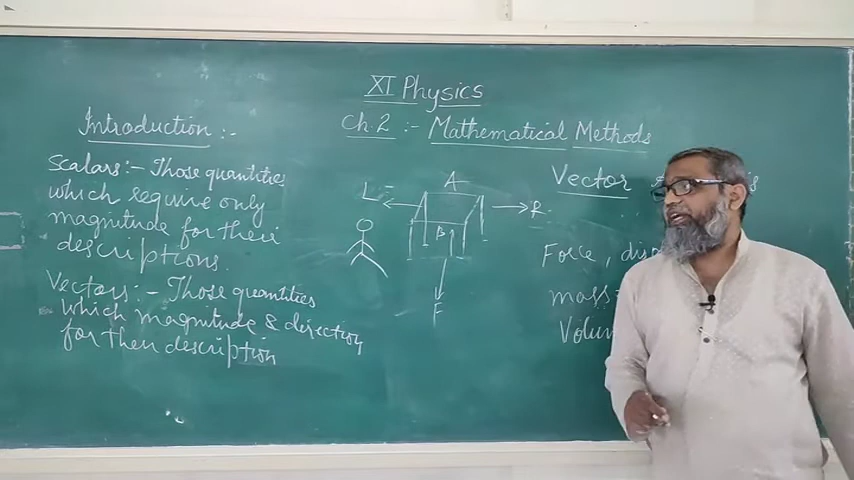 XI Physics
Ch.2 :- Mathematical Methods
Introduction :-
Scalars:- Those quantities
which require only
magnitude for their
descriptions.
Vectors:- Those quantities
which magnitude & direction
for their description
A
L
R
B
F
Vector
Force,
mass